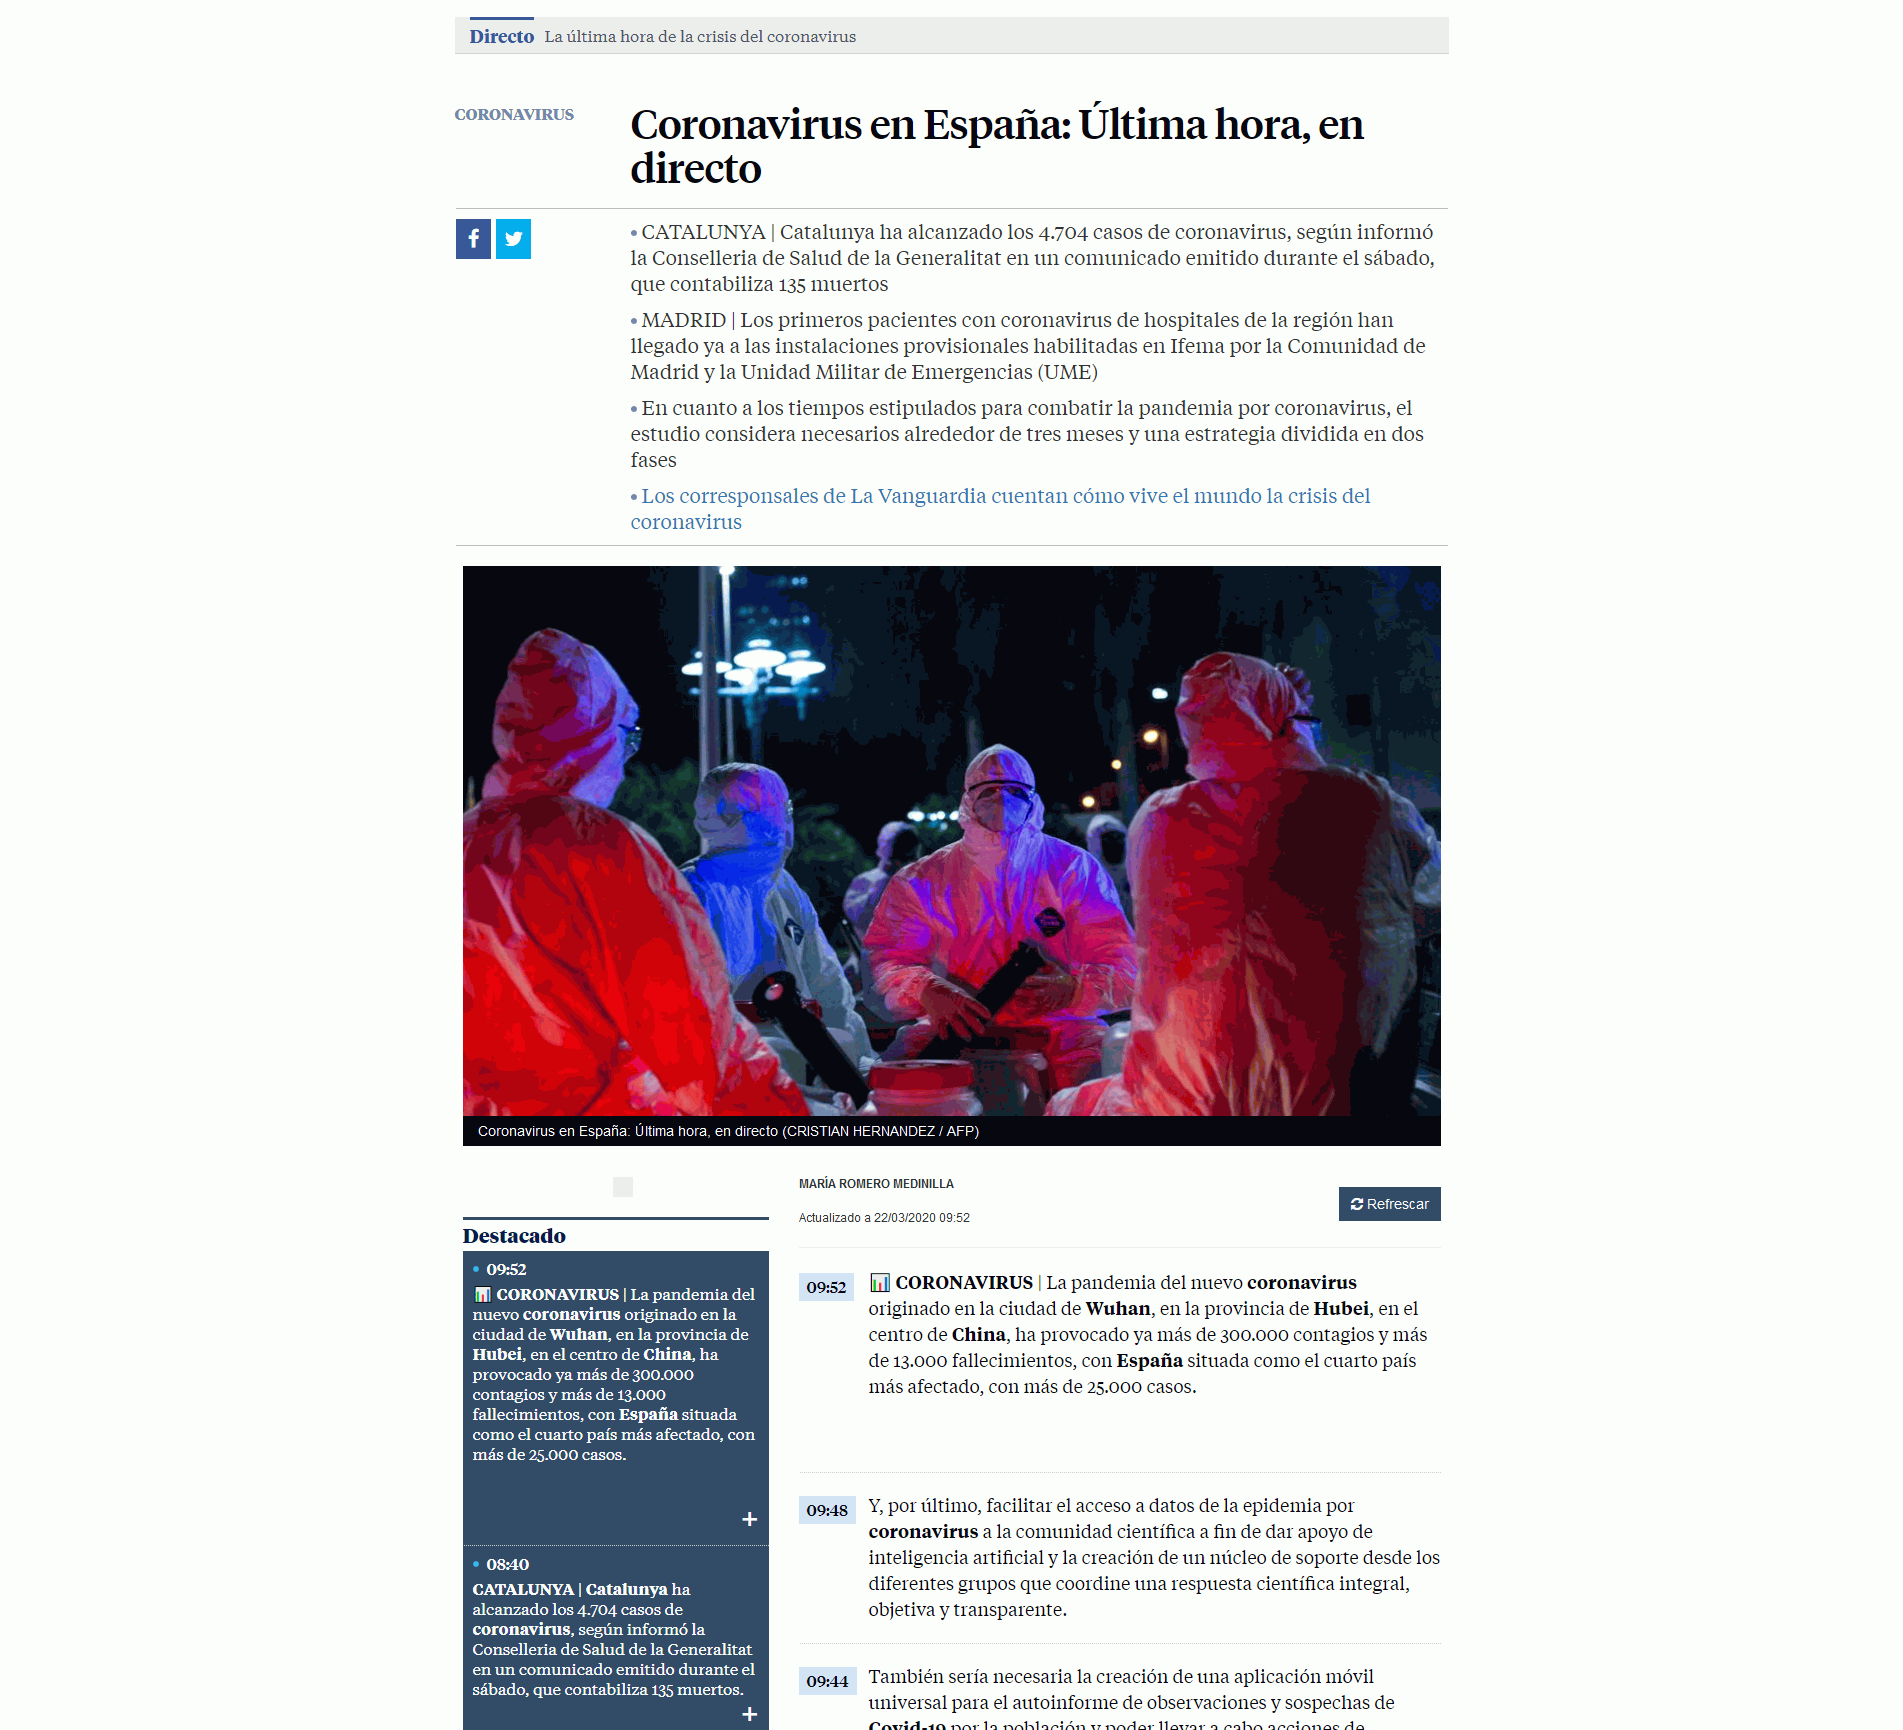 Directo La última hora de la crisis del coronavirus
CORONAVIRUS
Coronavirus en España: Última hora, en
directo
• CATALUNYA | Catalunya ha alcanzado los 4.704 casos de coronavirus, según informó
la Conselleria de Salud de la Generalitat en un comunicado emitido durante el sábado,
que contabiliza 135 muertos
• MADRID | Los primeros pacientes con coronavirus de hospitales de la región han
llegado ya a las instalaciones provisionales habilitadas en Ifema por la Comunidad de
Madrid y la Unidad Militar de Emergencias (UME)
• En cuanto a los tiempos estipulados para combatir la pandemia por coronavirus, el
estudio considera necesarios alrededor de tres meses y una estrategia dividida en dos
fases
• Los corresponsales de La Vanguardia cuentan cómo vive el mundo la crisis del
coronavirus
Coronavirus en España: Última hora, en directo (CRISTIAN HERNANDEZ / AFP)
Destacado
• 09:52
📊 CORONAVIRUS | La pandemia del
nuevo coronavirus originado en la
ciudad de Wuhan, en la provincia de
Hubei, en el centro de China, ha
provocado ya más de 300.000
contagios y más de 13.000
fallecimientos, con España situada
como el cuarto país más afectado, con
más de 25.000 casos.
+
• 08:40
CATALUNYA | Catalunya ha
alcanzado los 4.704 casos de
coronavirus, según informó la
Conselleria de Salud de la Generalitat
en un comunicado emitido durante el
sábado, que contabiliza 135 muertos.
+
MARÍA ROMERO MEDINILLA
Actualizado a 22/03/2020 09:52
Refrescar
09:52
📊 CORONAVIRUS | La pandemia del nuevo coronavirus
originado en la ciudad de Wuhan, en la provincia de Hubei, en el
centro de China, ha provocado ya más de 300.000 contagios y más
de 13.000 fallecimientos, con España situada como el cuarto país
más afectado, con más de 25.000 casos.
09:48
Y, por último, facilitar el acceso a datos de la epidemia por
coronavirus a la comunidad científica a fin de dar apoyo de
inteligencia artificial y la creación de un núcleo de soporte desde los
diferentes grupos que coordine una respuesta científica integral,
objetiva y transparente.
09:44
También sería necesaria la creación de una aplicación móvil
universal para el autoinforme de observaciones y sospechas de
Covid-19 por la población y poder llevar a cabo acciones de